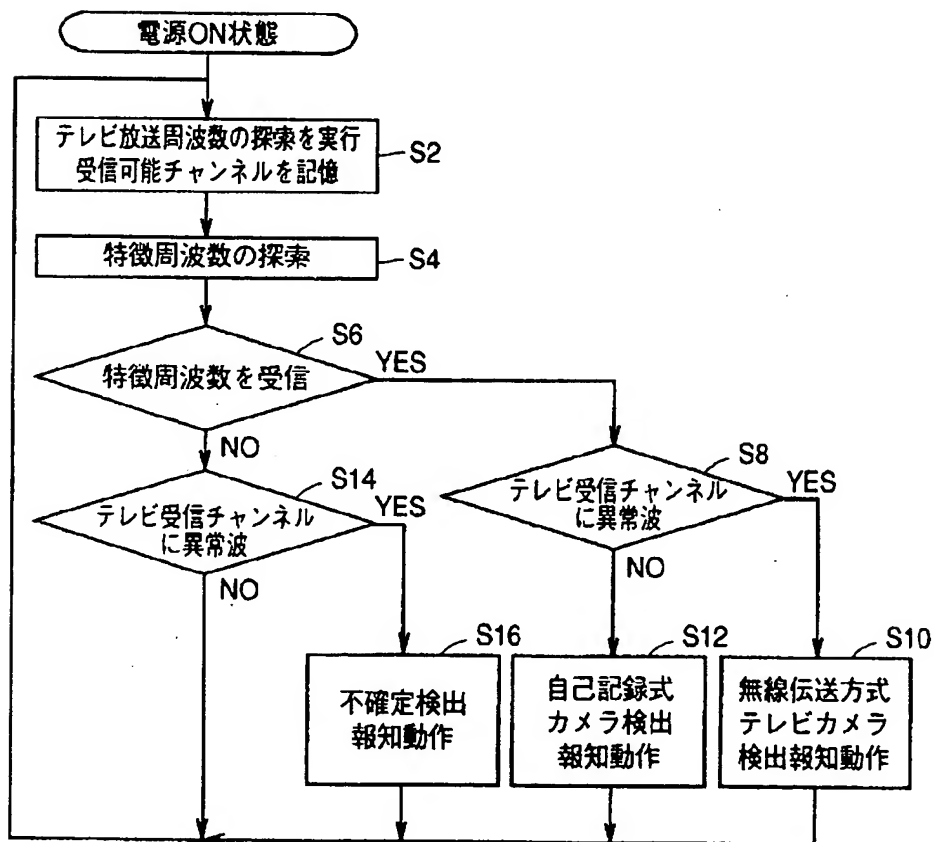 電源ON状態
テレビ放送周波数の探索を実行
受信可能チャンネルを記憶
S2
特徴周波数の探索
S4
S6
特徴周波数を受信
YES
NO
S8
テレビ受信チャンネル
に異常波
YES
NO
S14
テレビ受信チャンネル
に異常波
YES
NO
S16
不確定検出
報知動作
S12
自己記録式
カメラ検出
報知動作
S10
無線伝送方式
テレビカメラ
検出報知動作